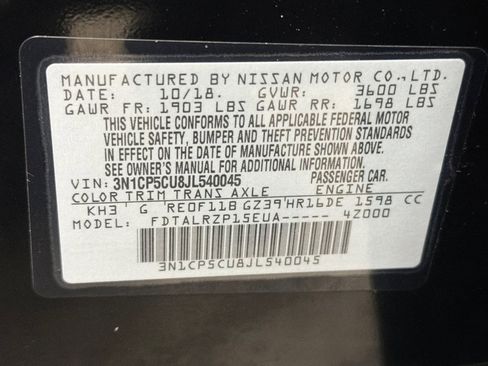 MANUFACTURED BY NISSAN MOTOR CO.,LTD.
DATE: 10/18. GVWR: 3600 LBS
GAWR FR: 1903 LBS GAWR RR: 1698 LBS
THIS VEHICLE CONFORMS TO ALL APPLICABLE FEDERAL MOTOR
VEHICLE SAFETY, BUMPER AND THEFT PREVENTION STANDARDS
IN EFFECT ON THE DATE OF MANUFACTURE SHOWN ABOVE.
SEE OWNER'S MANUAL FOR ADDITIONAL INFORMATION.
VIN: 3N1CP5CU8JL540045 PASSENGER CAR.
COLOR TRIM TRANS AXLE ENGINE
KH3 G RE0F11B GZ39 HR16DE 1598 CC
MODEL: FDTALRZP15EUA----- 4Z000
3N1CP5CU8JL540045